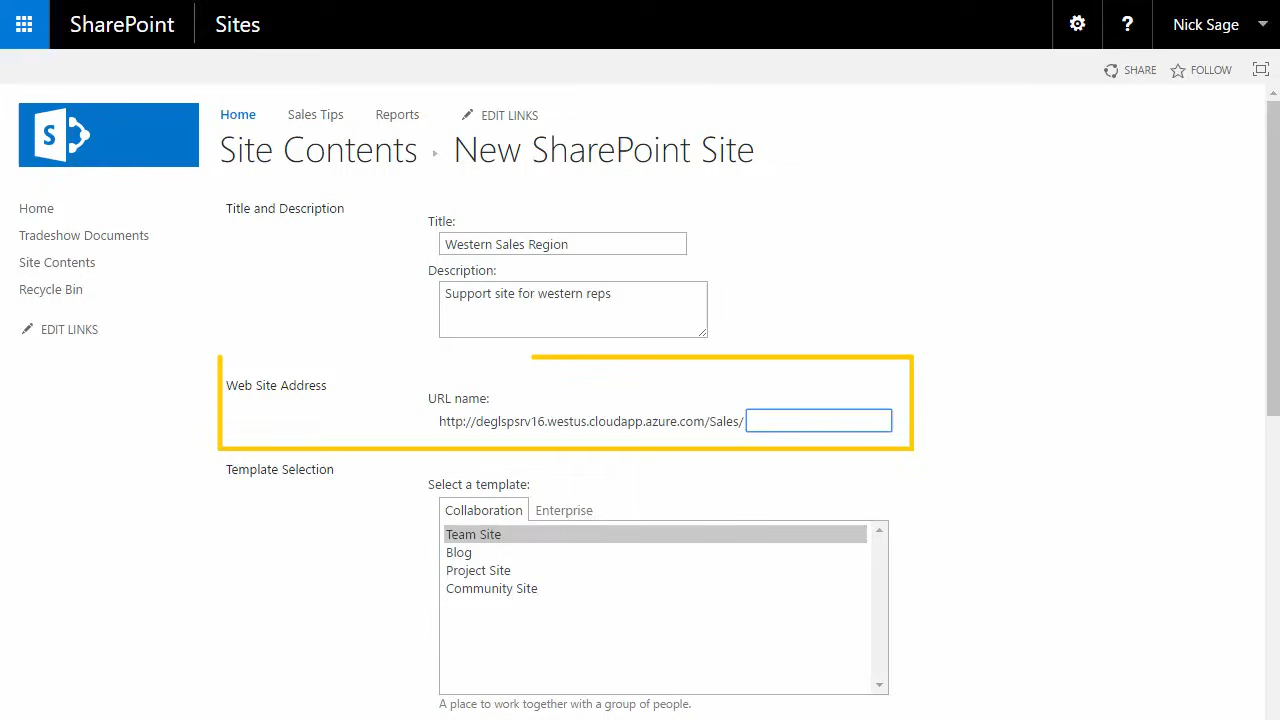 SharePoint
Sites
?
Nick Sage
SHARE
FOLLOW
S
Home
Sales Tips
Reports
EDIT LINKS
Site Contents
New SharePoint Site
Home
Tradeshow Documents
Site Contents
Recycle Bin
EDIT LINKS
Title and Description
Title:
Western Sales Region
Description:
Support site for western reps
Web Site Address
URL name:
http://deglspsrv16.westus.cloudapp.azure.com/Sales/
Template Selection
Select a template:
Collaboration
Enterprise
Team Site
Blog
Project Site
Community Site
A place to work together with a group of people.